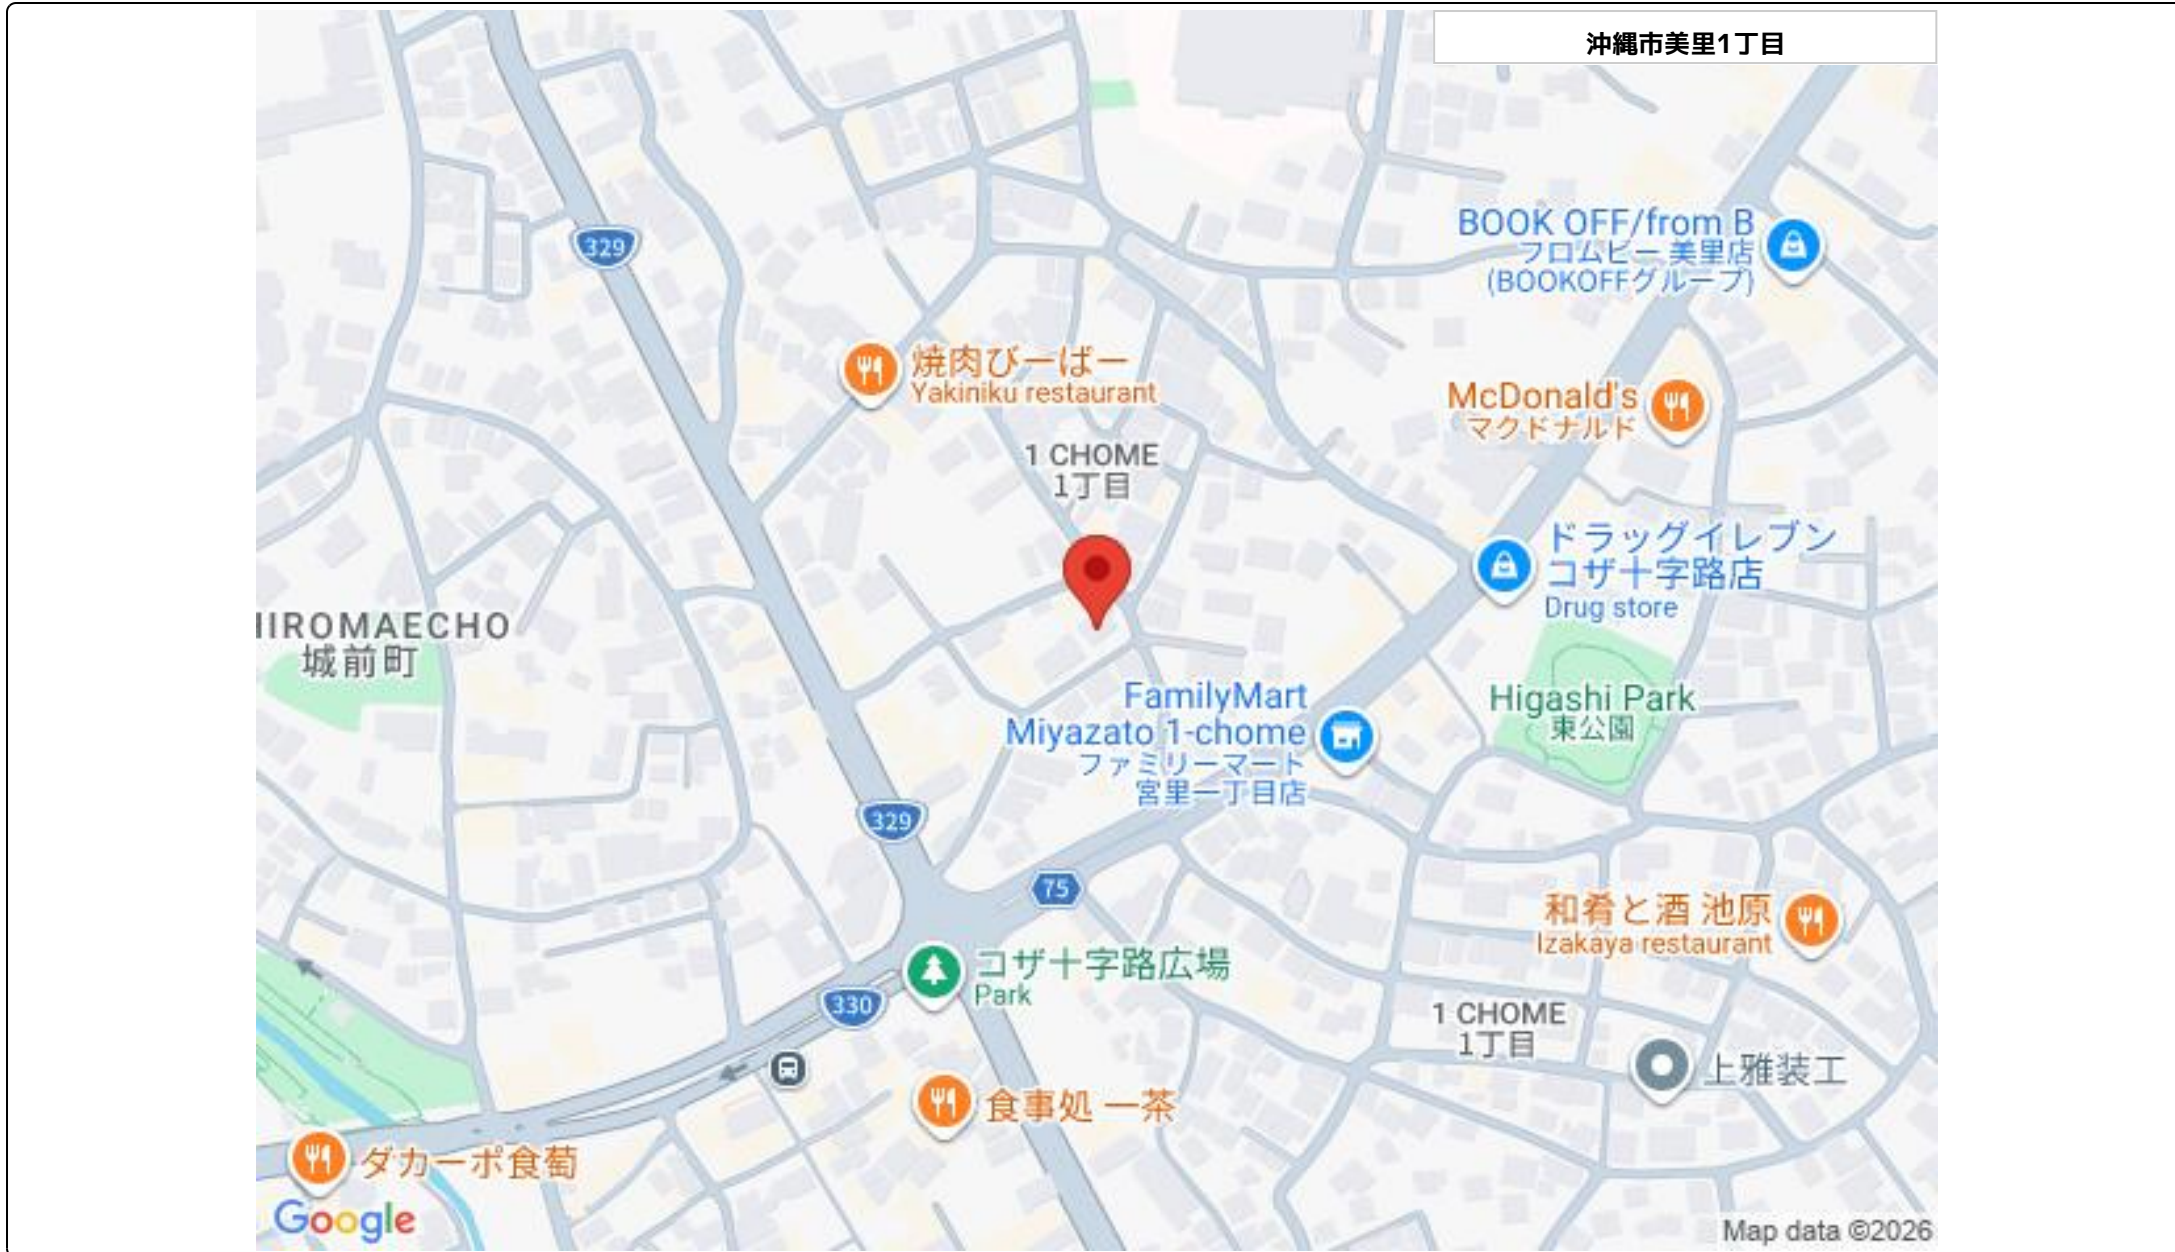 沖縄市美里1丁目
329
BOOK OFF/from B
フロムビー 美里店
(BOOKOFFグループ)
焼肉びーばー
Yakiniku restaurant
McDonald's
マクドナルド
1 CHOME
1丁目
ドラッグイレブン
コザ十字路店
Drug store
HIROMAECHO
城前町
FamilyMart
Miyazato 1-chome
ファミリーマート
宮里一丁目店
Higashi Park
東公園
329
75
和肴と酒 池原
Izakaya restaurant
コザ十字路広場
Park
330
1 CHOME
1丁目
上雅装工
食事処 一茶
ダカーポ食萄
Google
Map data ©2026